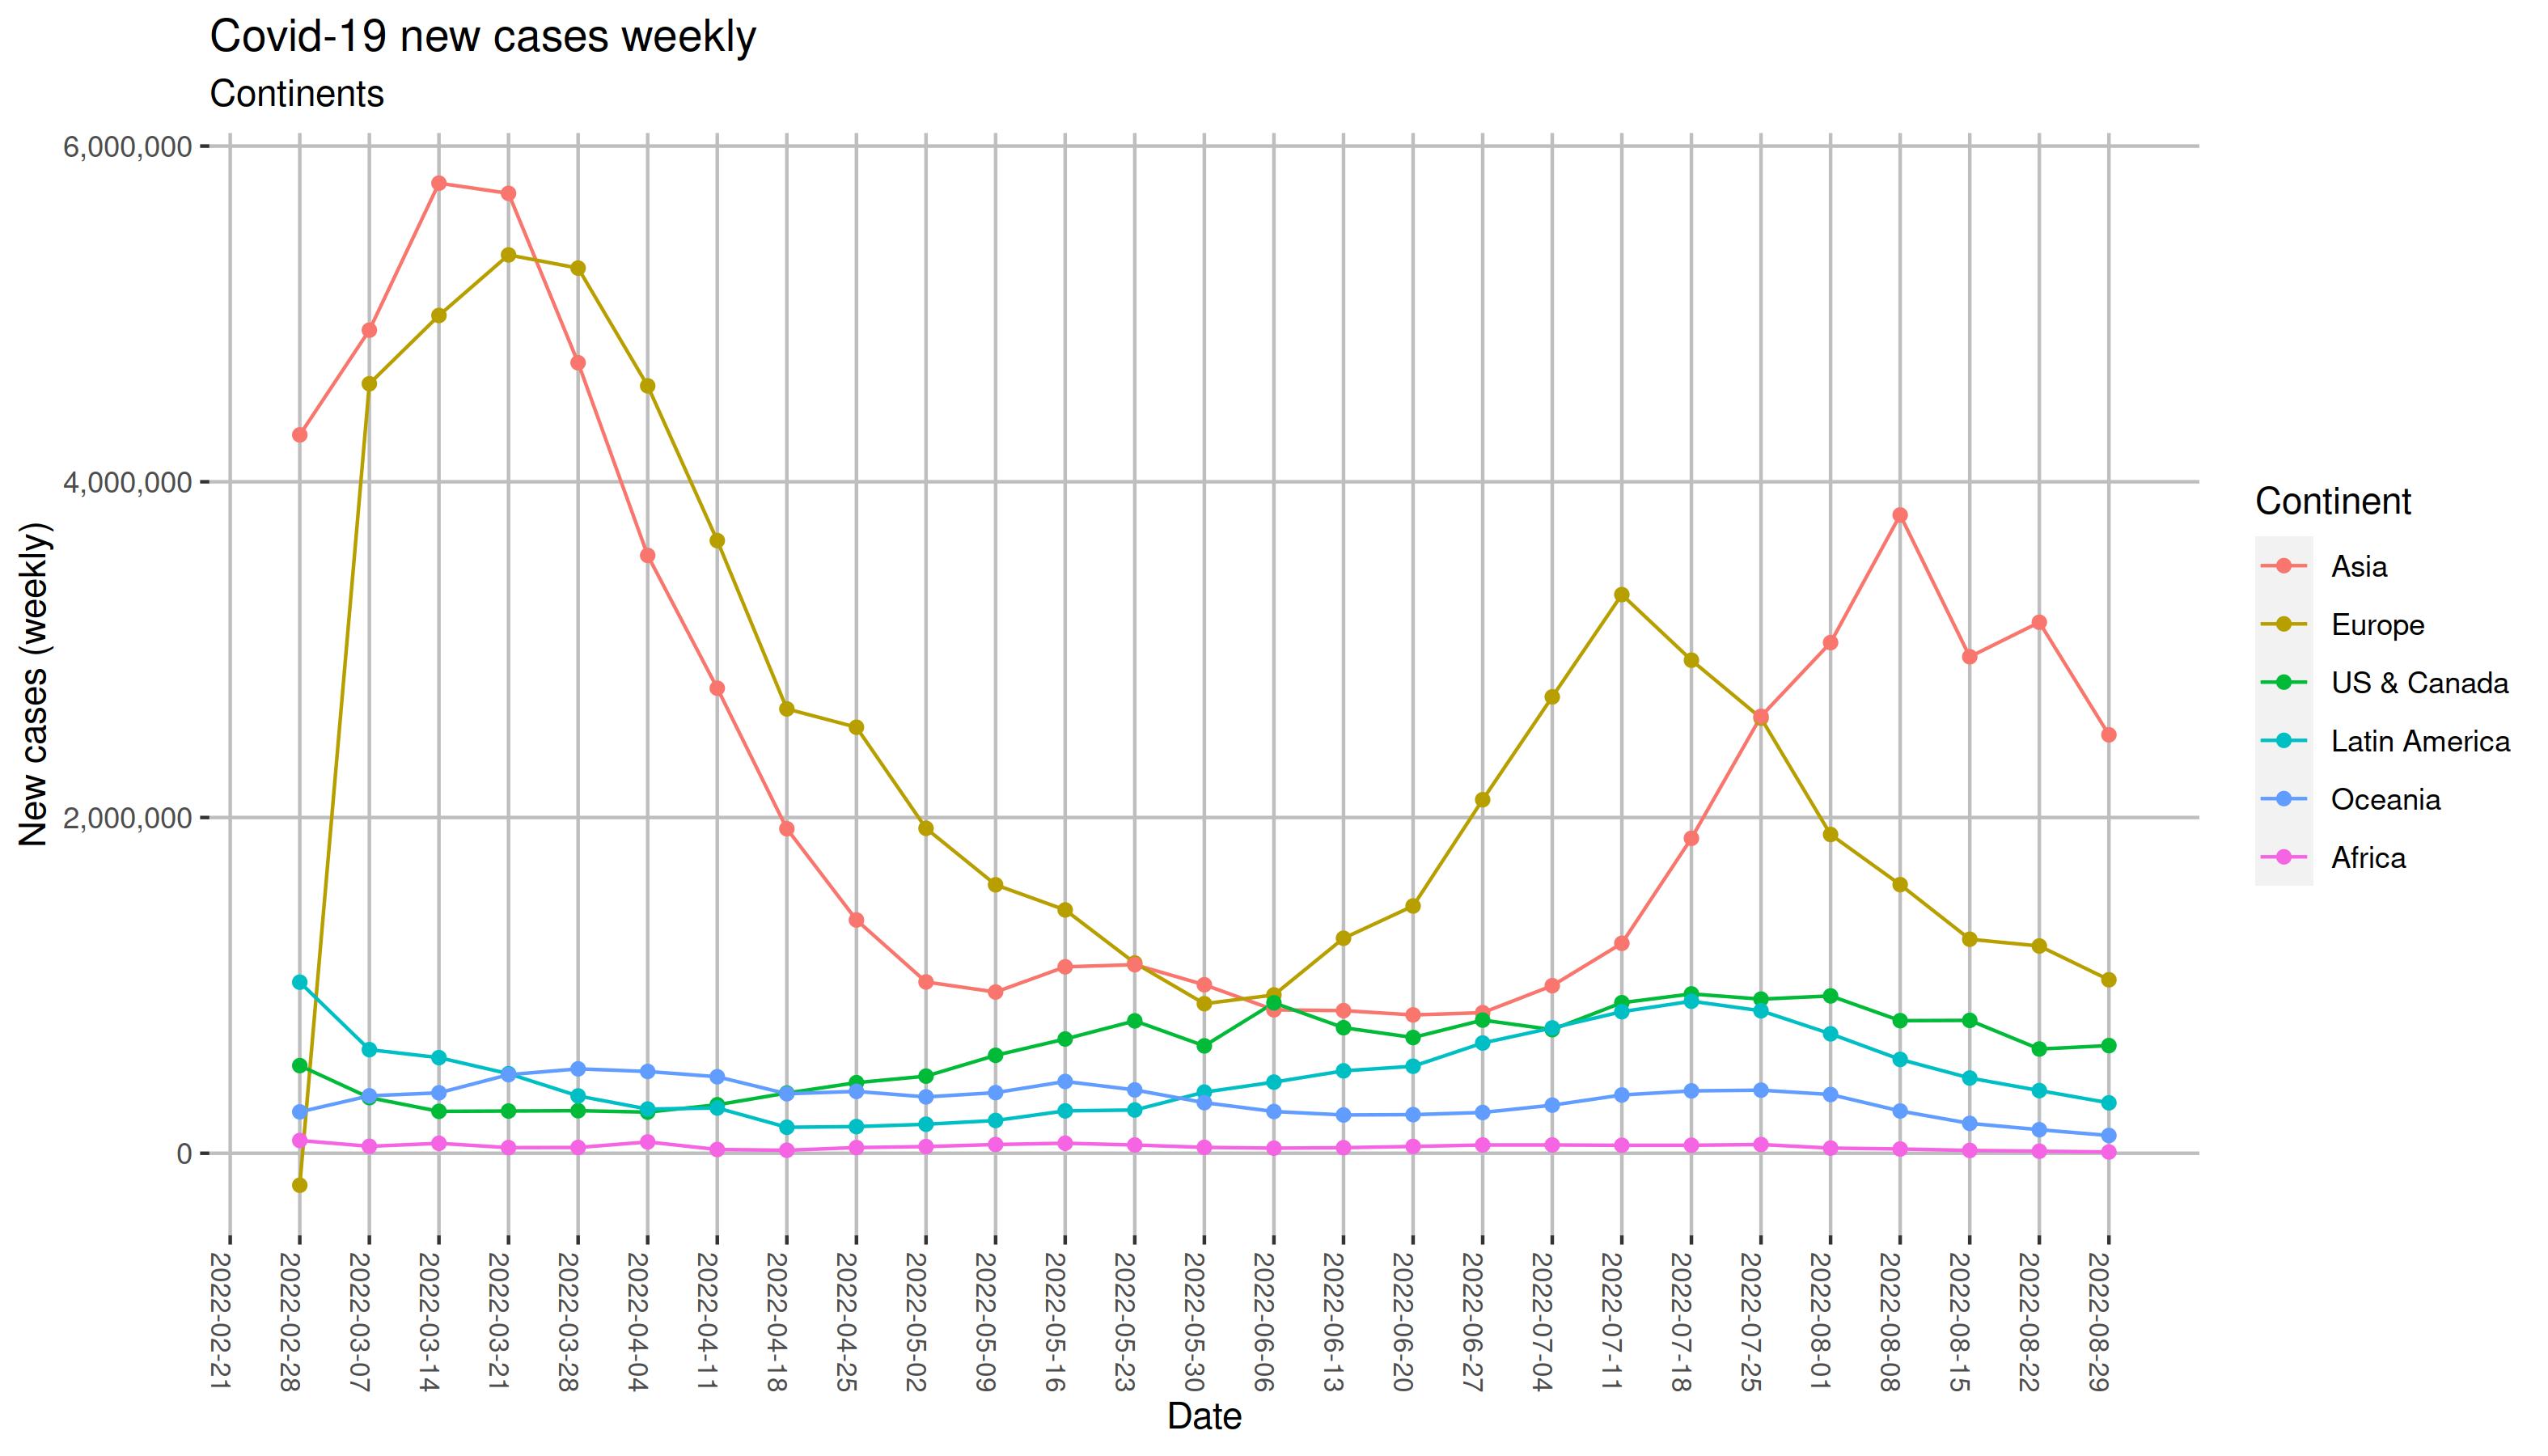 Covid-19 new cases weekly
Continents
New cases (weekly)
6,000,000
4,000,000
2,000,000
0
2022-02-21
2022-02-28
2022-03-07
2022-03-14
2022-03-21
2022-03-28
2022-04-04
2022-04-11
2022-04-18
2022-04-25
2022-05-02
2022-05-09
2022-05-16
2022-05-23
2022-05-30
2022-06-06
2022-06-13
2022-06-20
2022-06-27
2022-07-04
2022-07-11
2022-07-18
2022-07-25
2022-08-01
2022-08-08
2022-08-15
2022-08-22
2022-08-29
Date
Continent
Asia
Europe
US & Canada
Latin America
Oceania
Africa